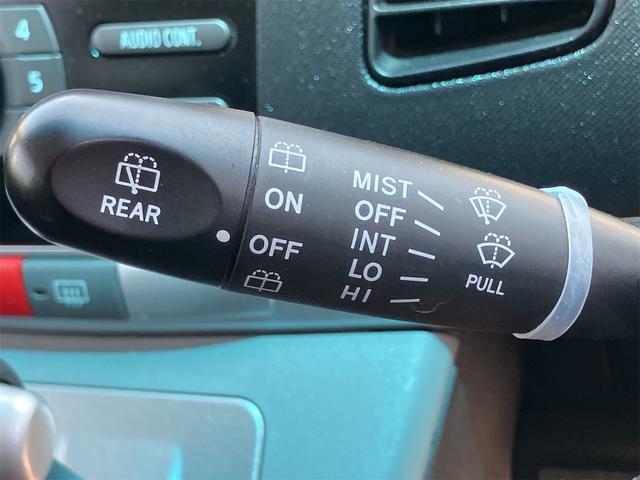 4
AUDIO CONT.
5
REAR
ON
OFF
MIST
OFF
INT
LO
HI
PULL